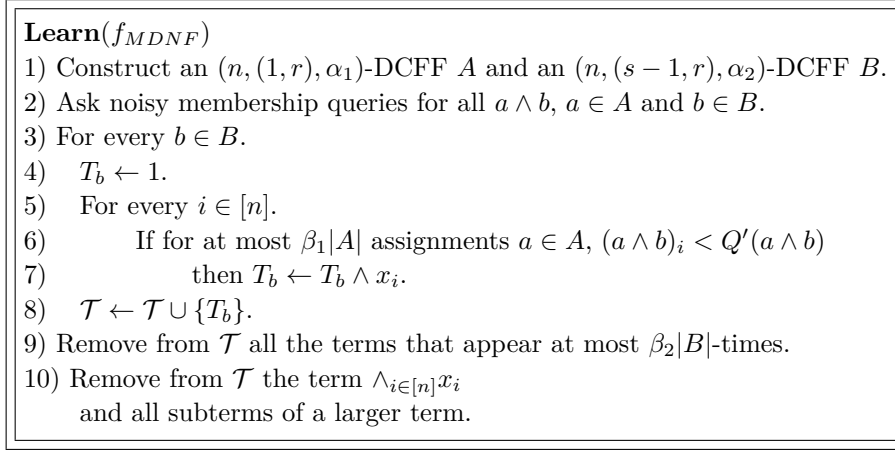 Learn(f_{MDNF})
1) Construct an (n, (1, r), α₁)-DCFF A and an (n, (s − 1, r), α₂)-DCFF B.
2) Ask noisy membership queries for all a ∧ b, a ∈ A and b ∈ B.
3) For every b ∈ B.
4) T_b ← 1.
5) For every i ∈ [n].
6) If for at most β₁|A| assignments a ∈ A, (a ∧ b)_i < Q′(a ∧ b)
7) then T_b ← T_b ∧ x_i.
8) 𝒯 ← 𝒯 ∪ {T_b}.
9) Remove from 𝒯 all the terms that appear at most β₂|B|-times.
10) Remove from 𝒯 the term ∧_{i∈[n]}x_i
and all subterms of a larger term.